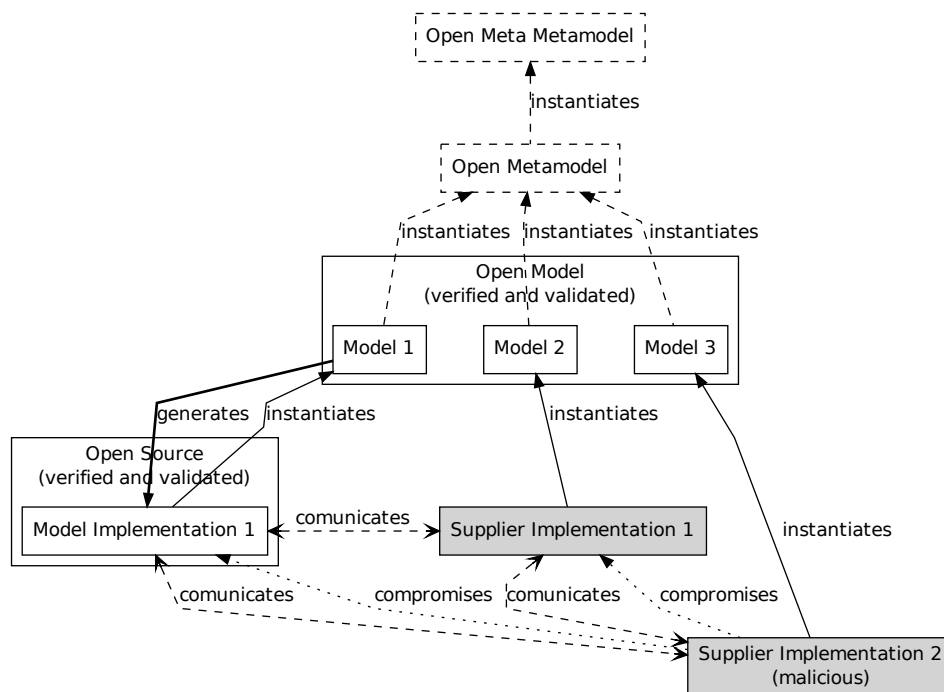 Open Meta Metamodel
instantiates
Open Metamodel
instantiates
instantiates
instantiates
Open Model
(verified and validated)
Model 1
Model 2
Model 3
generates
instantiates
instantiates
Open Source
(verified and validated)
Model Implementation 1
comunicates
Supplier Implementation 1
instantiates
comunicates
compromises
comunicates
compromises
Supplier Implementation 2
(malicious)